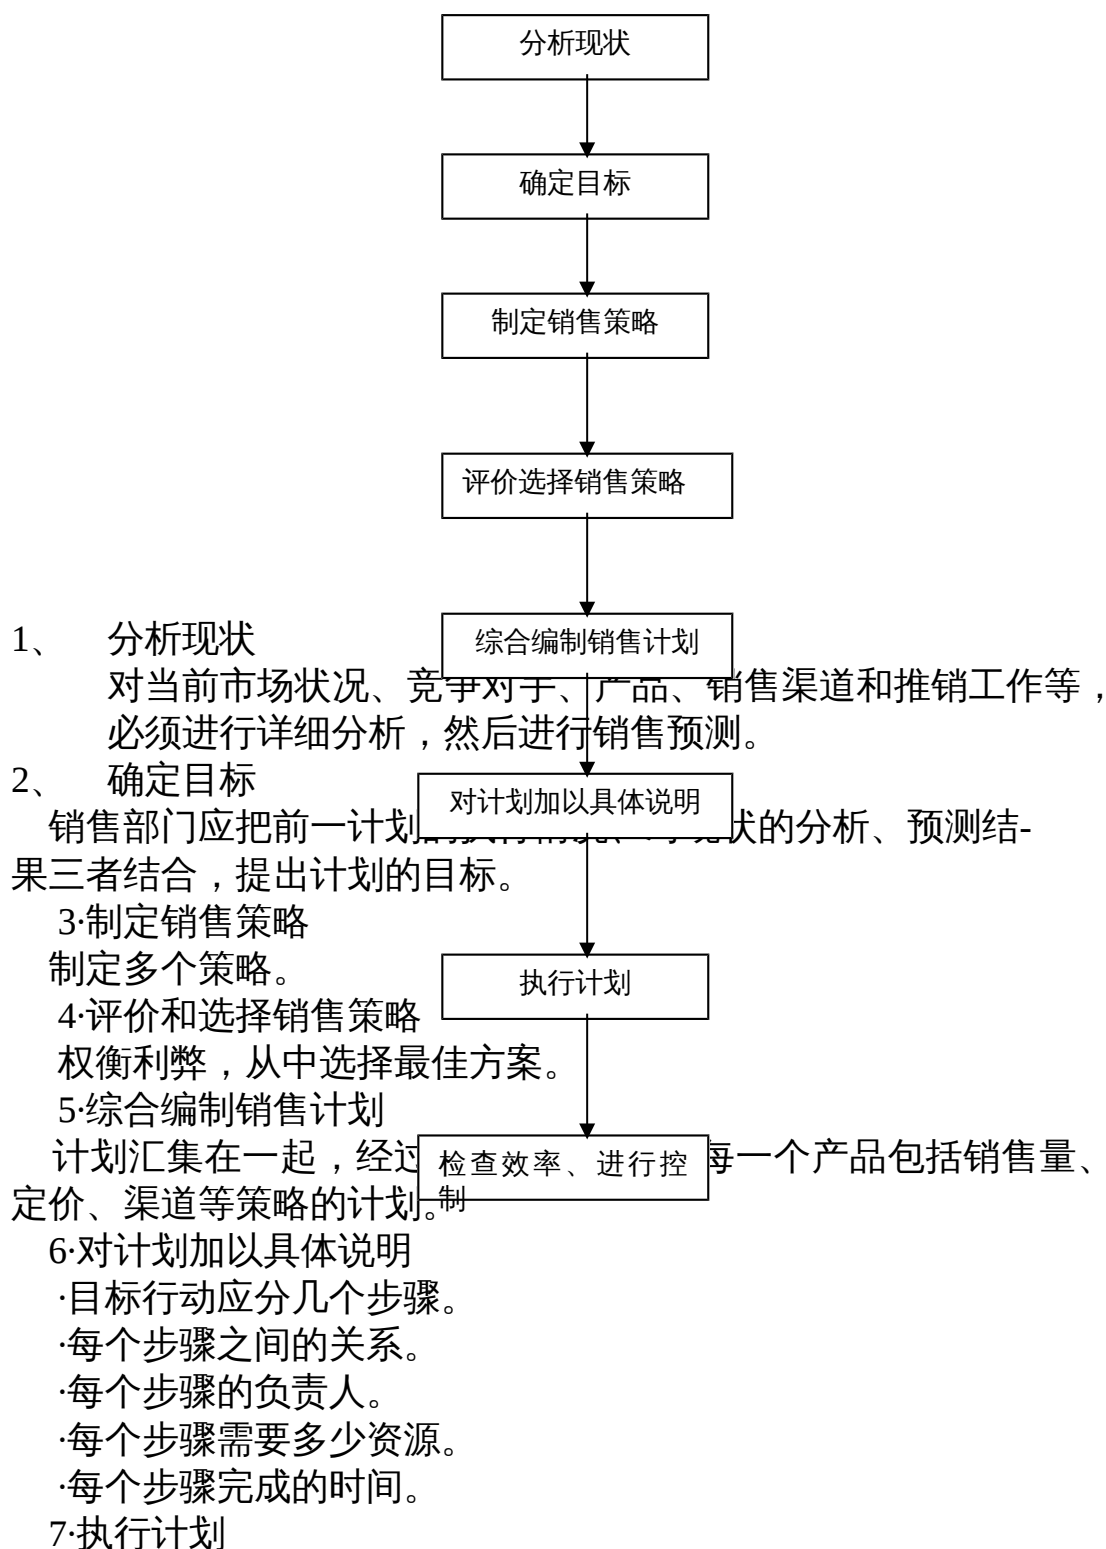 分析现状
确定目标
制定销售策略
评价选择销售策略
综合编制销售计划
1、 分析现状
对当前市场状况、竞争对手、产品、销售渠道和推销工作等，
必须进行详细分析，然后进行销售预测。
2、 确定目标
对计划加以具体说明
销售部门应把前一计划 状的分析、预测结-
果三者结合，提出计划的目标。
3·制定销售策略
制定多个策略。
执行计划
4·评价和选择销售策略
权衡利弊，从中选择最佳方案。
5·综合编制销售计划
检查效率、进行控
制
计划汇集在一起，经过 每一个产品包括销售量、
定价、渠道等策略的计划。
6·对计划加以具体说明
·目标行动应分几个步骤。
·每个步骤之间的关系。
·每个步骤的负责人。
·每个步骤需要多少资源。
·每个步骤完成的时间。
7·执行计划